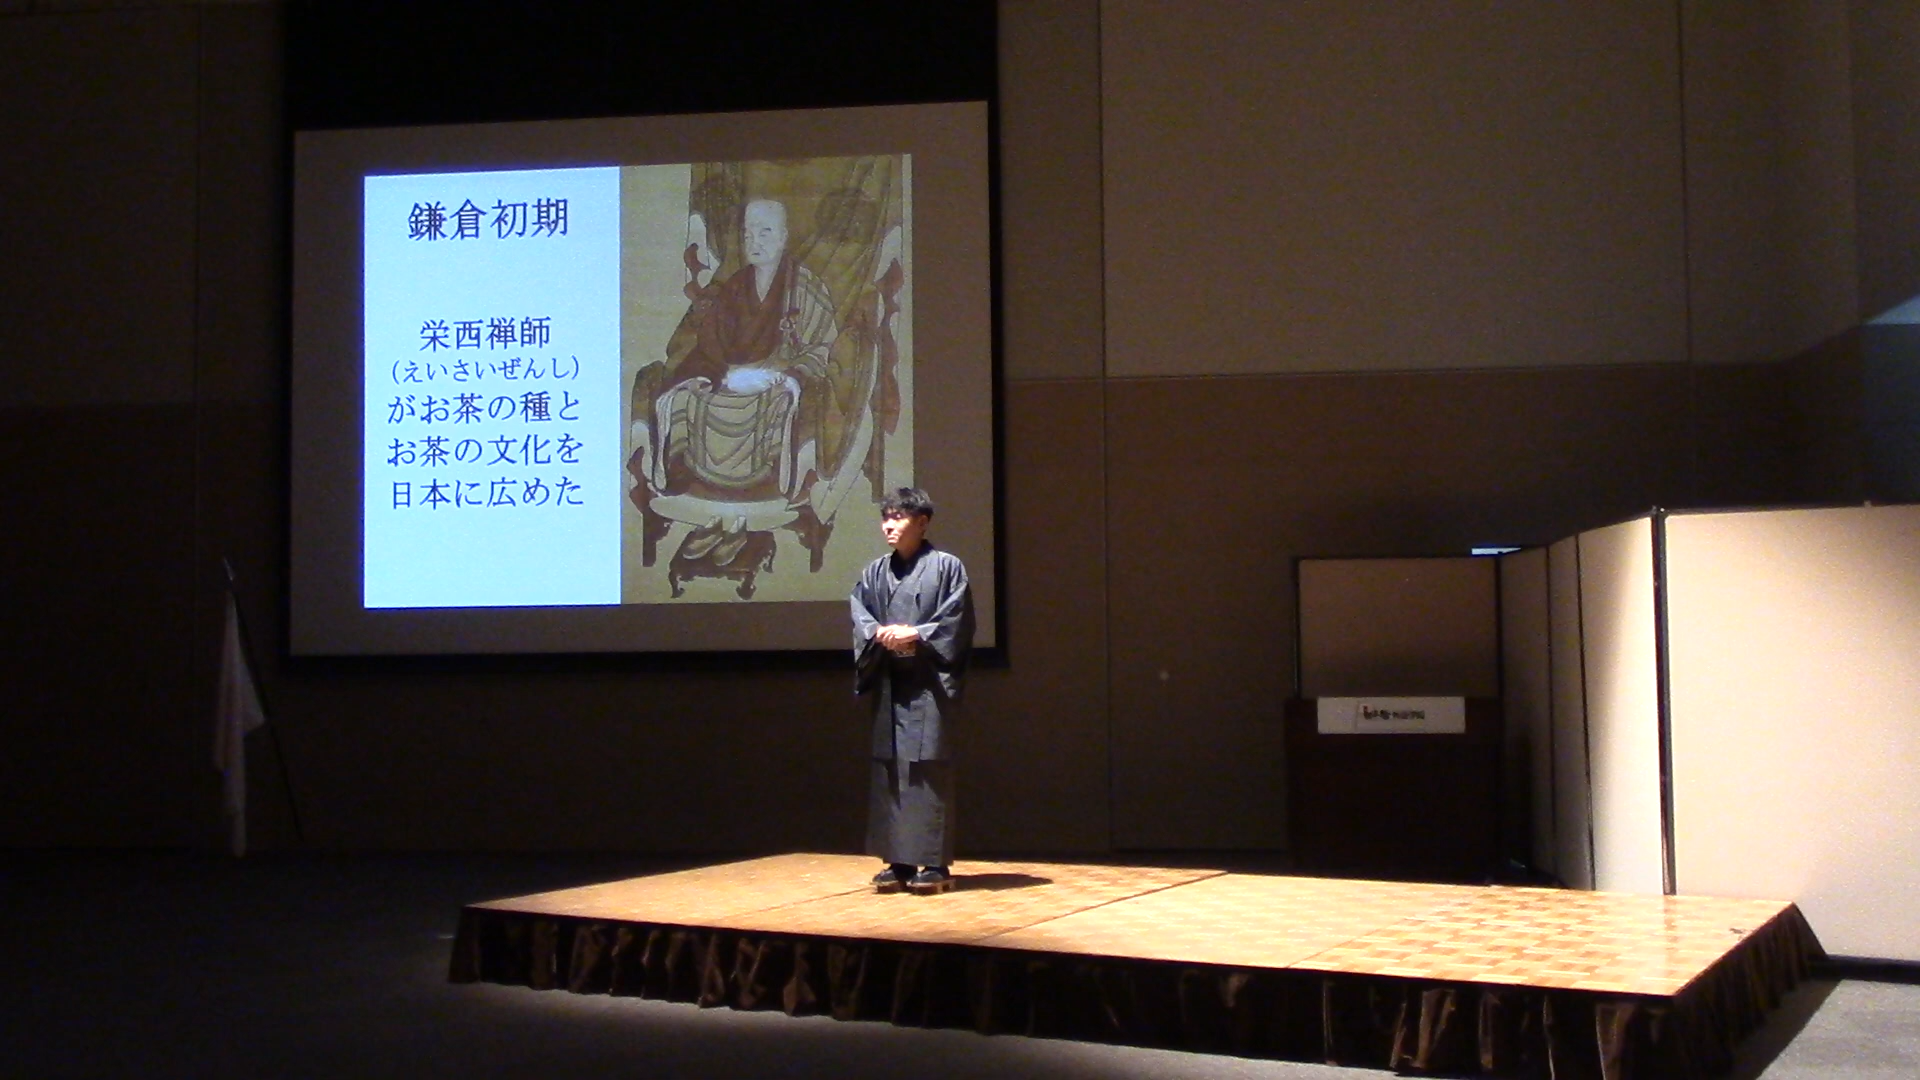 鎌倉初期
栄西禅師
（えいさいぜんし）
がお茶の種と
お茶の文化を
日本に広めた